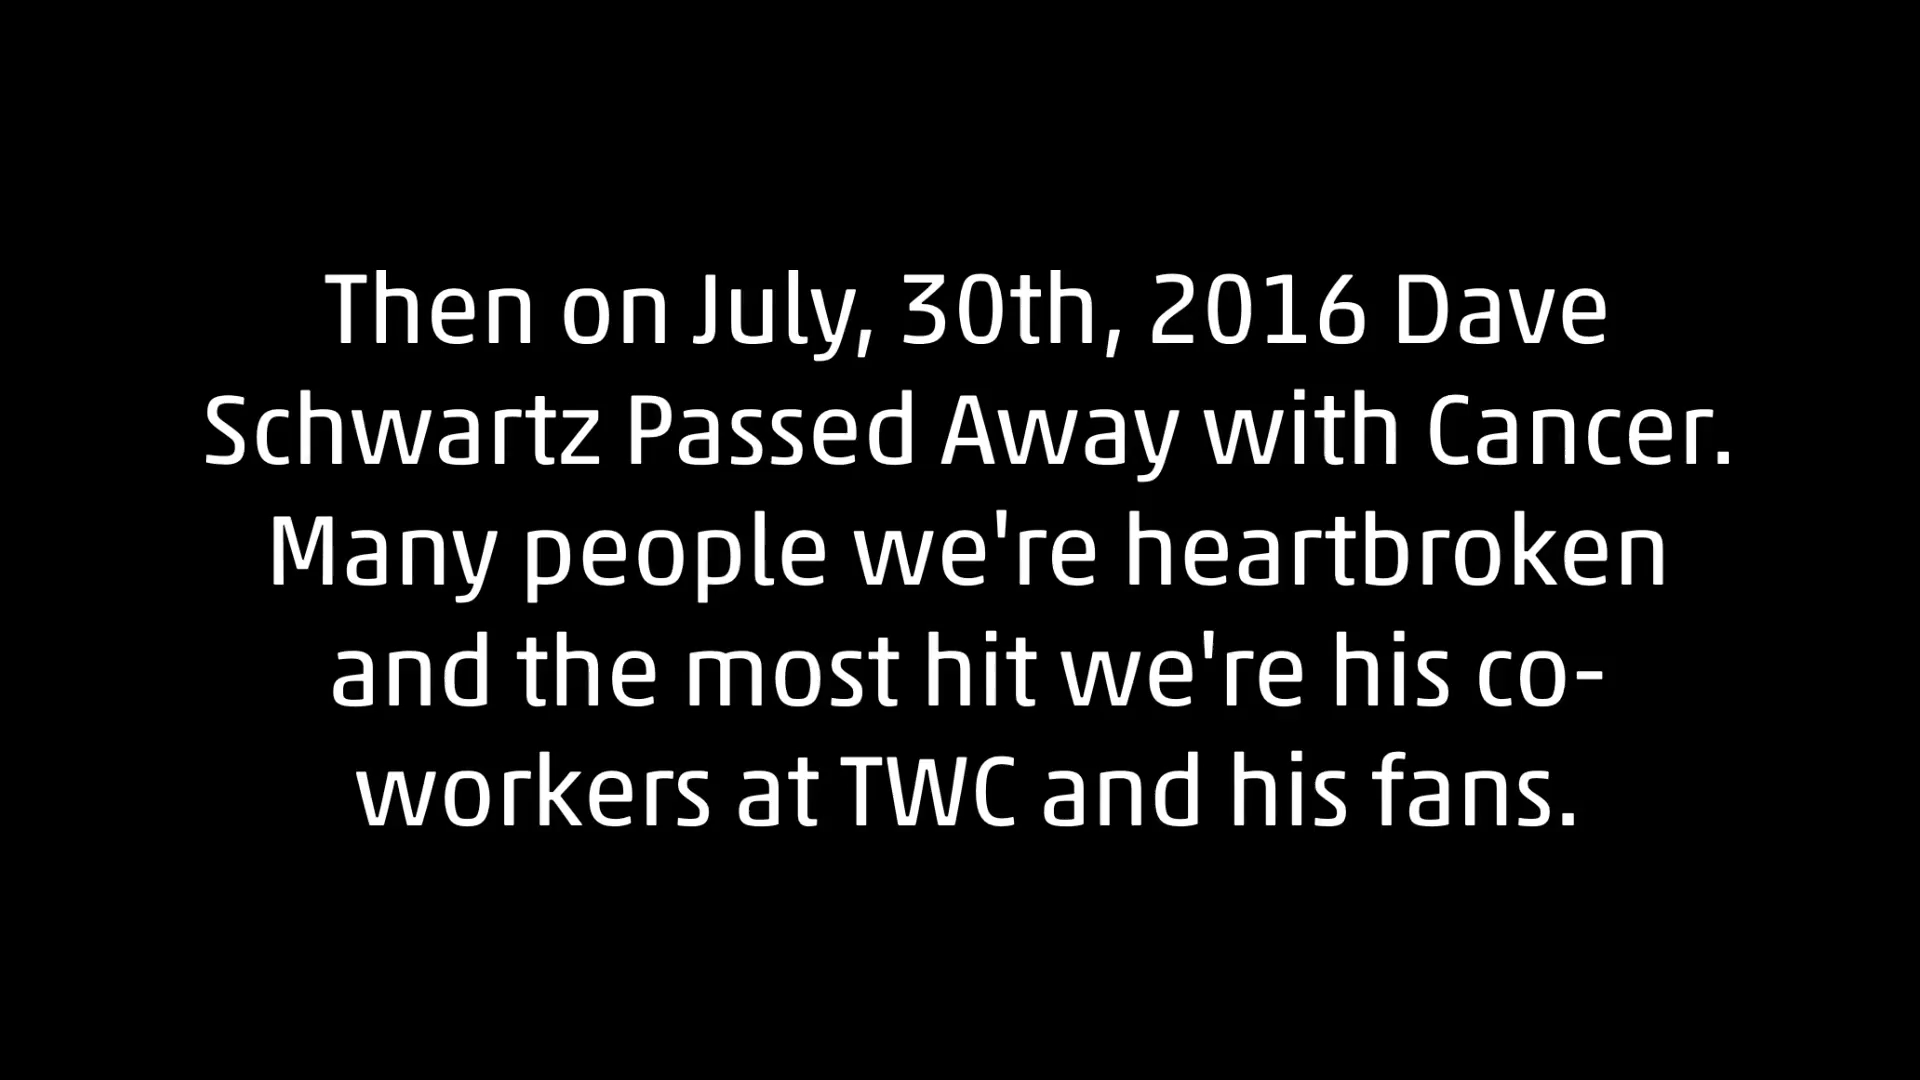 Then on July, 30th, 2016 Dave
Schwartz Passed Away with Cancer.
Many people we're heartbroken
and the most hit we're his co-
workers at TWC and his fans.